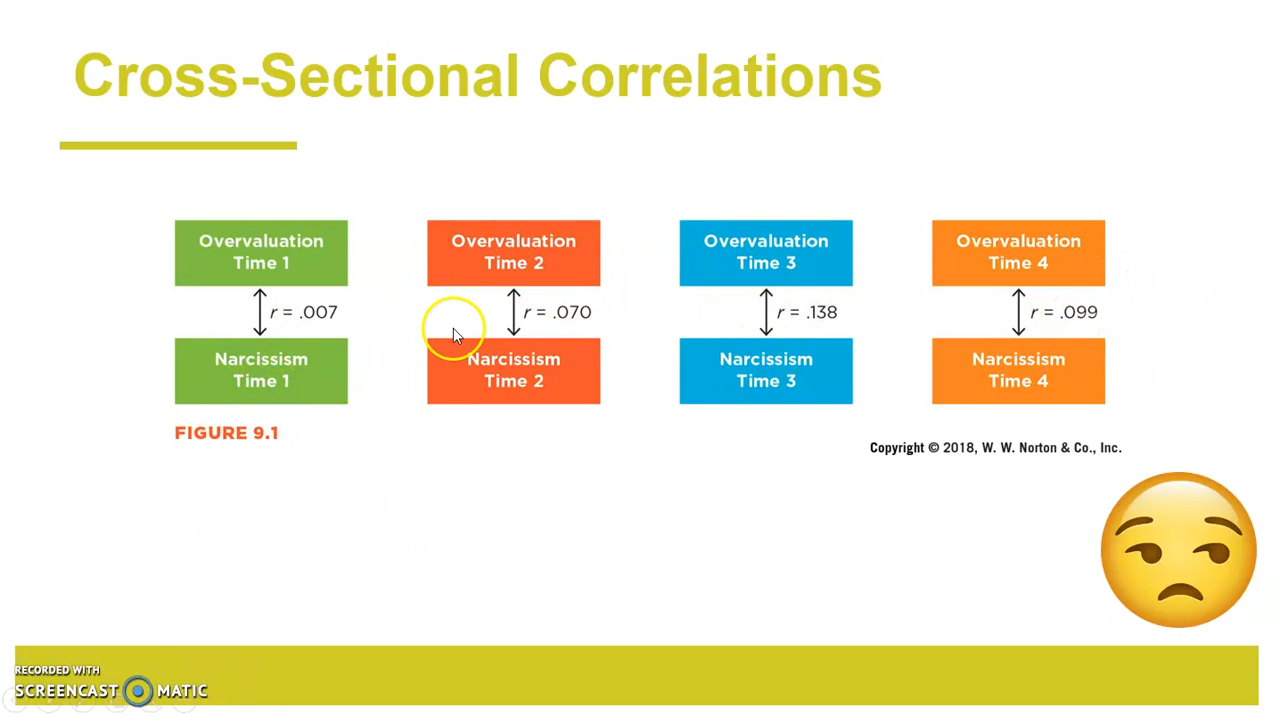 Cross-Sectional Correlations
Overvaluation
Time 1
r = .007
Narcissism
Time 1
Overvaluation
Time 2
r = .070
Narcissism
Time 2
Overvaluation
Time 3
r = .138
Narcissism
Time 3
Overvaluation
Time 4
r = .099
Narcissism
Time 4
FIGURE 9.1
Copyright © 2018, W. W. Norton & Co., Inc.
RECORDED WITH
SCREENCAST MATIC